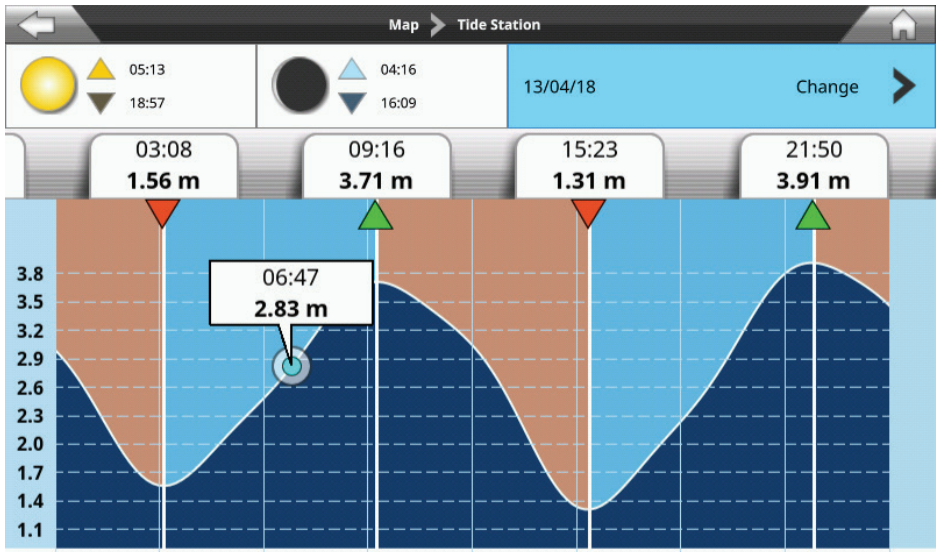 Map Tide Station
05:13
18:57
04:16
16:09
13/04/18 Change
03:08
1.56 m
09:16
3.71 m
15:23
1.31 m
21:50
3.91 m
06:47
2.83 m
3.8
3.5
3.2
2.9
2.6
2.3
2.0
1.7
1.4
1.1